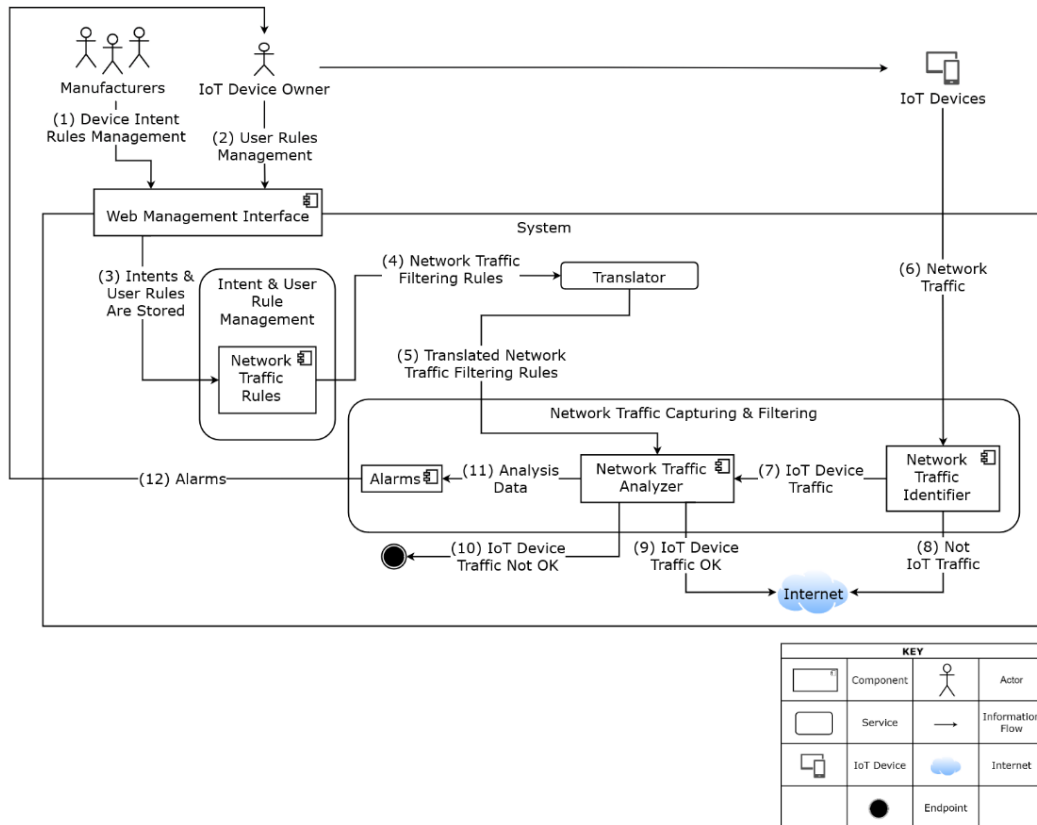 Manufacturers
IoT Device Owner
IoT Devices
(1) Device Intent
Rules Management
(2) User Rules
Management
Web Management Interface
System
(3) Intents &
User Rules
Are Stored
Intent & User
Rule
Management
Network
Traffic
Rules
(4) Network Traffic
Filtering Rules
Translator
(5) Translated Network
Traffic Filtering Rules
(6) Network
Traffic
Network Traffic Capturing & Filtering
(12) Alarms
Alarms
(11) Analysis
Data
Network Traffic
Analyzer
(7) IoT Device
Traffic
Network
Traffic
Identifier
(10) IoT Device
Traffic Not OK
(9) IoT Device
Traffic OK
(8) Not
IoT Traffic
Internet
KEY
Component
Actor
Service
Information
Flow
IoT Device
Internet
Endpoint